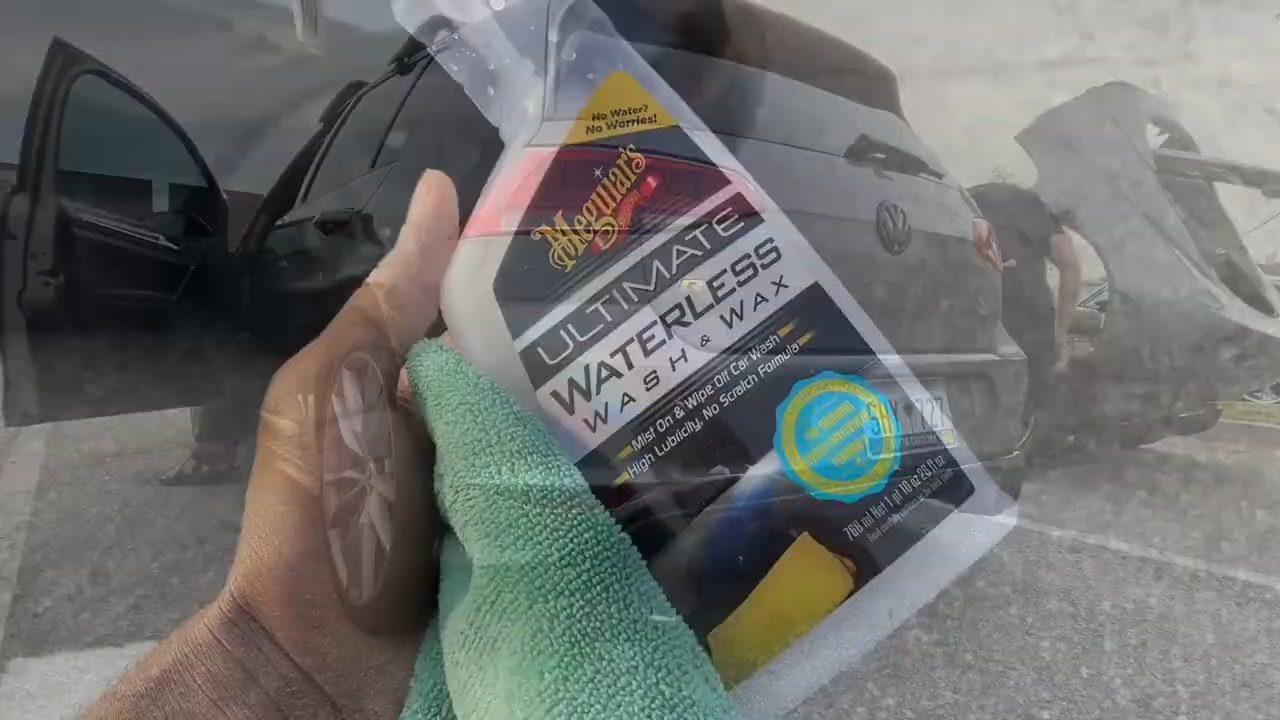 No Water?
No Worries!
Meguiar's
ULTIMATE
WATERLESS
WASH & WAX
Mist On & Wipe Off Car Wash
High Lubricity, No Scratch Formula
768 ml Net 1 pt 10 oz 26 fl oz